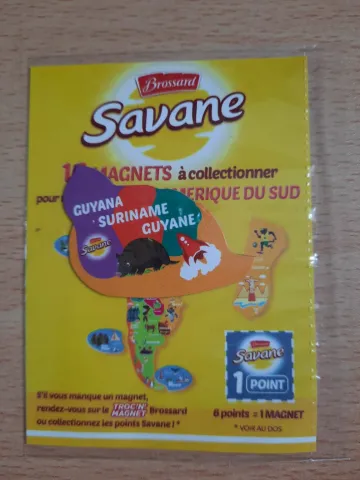 Brossard
Savane
MAGNETS à collectionner
pour
AMERIQUE DU SUD
GUYANA
SURINAME
GUYANE
Savane
Brossard
Savane
1 POINT
S'il vous manque un magnet,
rendez-vous sur le TROC'N' MAGNET Brossard
ou collectionnez les points Savane ! *
6 points = 1 MAGNET
* VOIR AU DOS